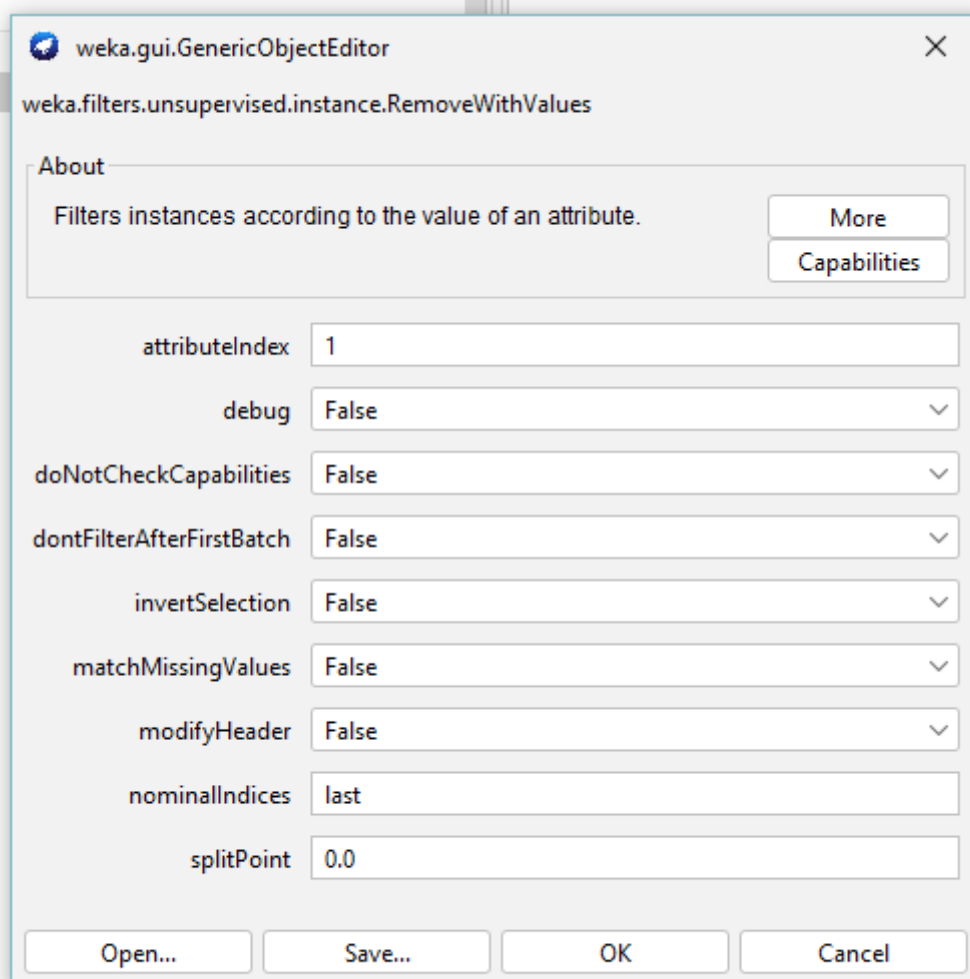 weka.gui.GenericObjectEditor
weka.filters.unsupervised.instance.RemoveWithValues
About
Filters instances according to the value of an attribute.
More
Capabilities
attributeIndex 1
debug False
doNotCheckCapabilities False
dontFilterAfterFirstBatch False
invertSelection False
matchMissingValues False
modifyHeader False
nominalIndices last
splitPoint 0.0
Open... Save... OK Cancel